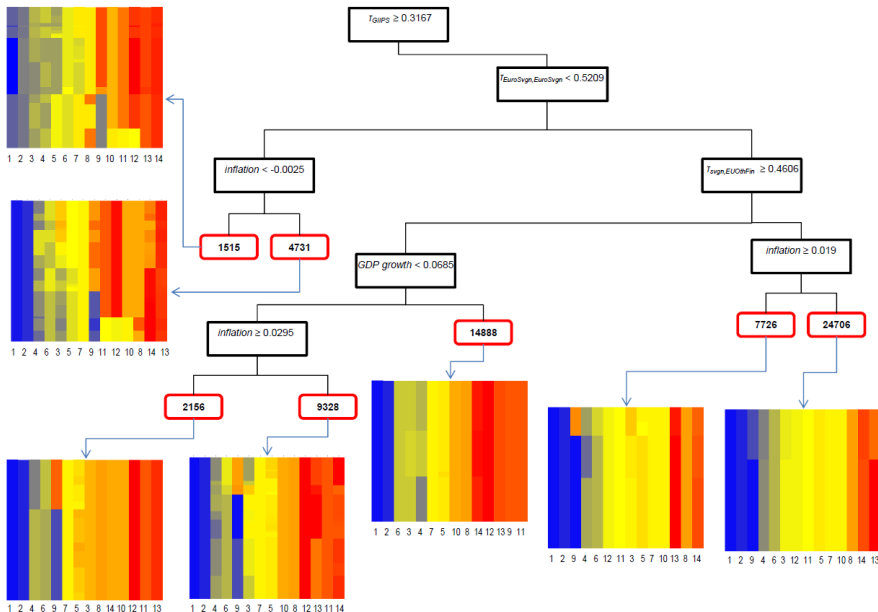 τGIIPS ≥ 0.3167
τEuroSvgn,EuroSvgn < 0.5209
inflation < -0.0025
τsvgn,EUOthFin ≥ 0.4606
1 2 3 4 5 6 7 8 9 10 11 12 13 14
1515
4731
GDP growth < 0.0685
inflation ≥ 0.019
inflation ≥ 0.0295
14888
7726
24706
1 2 4 6 3 5 7 9 11 12 10 8 14 13
2156
9328
1 2 6 3 4 7 5 10 8 14 12 13 9 11
1 2 9 4 6 12 11 3 5 7 10 13 8 14
1 2 9 4 6 3 12 11 5 7 10 8 14 13
1 2 4 6 9 7 5 3 8 14 10 12 11 13
1 2 4 6 9 3 7 5 10 8 12 13 11 14